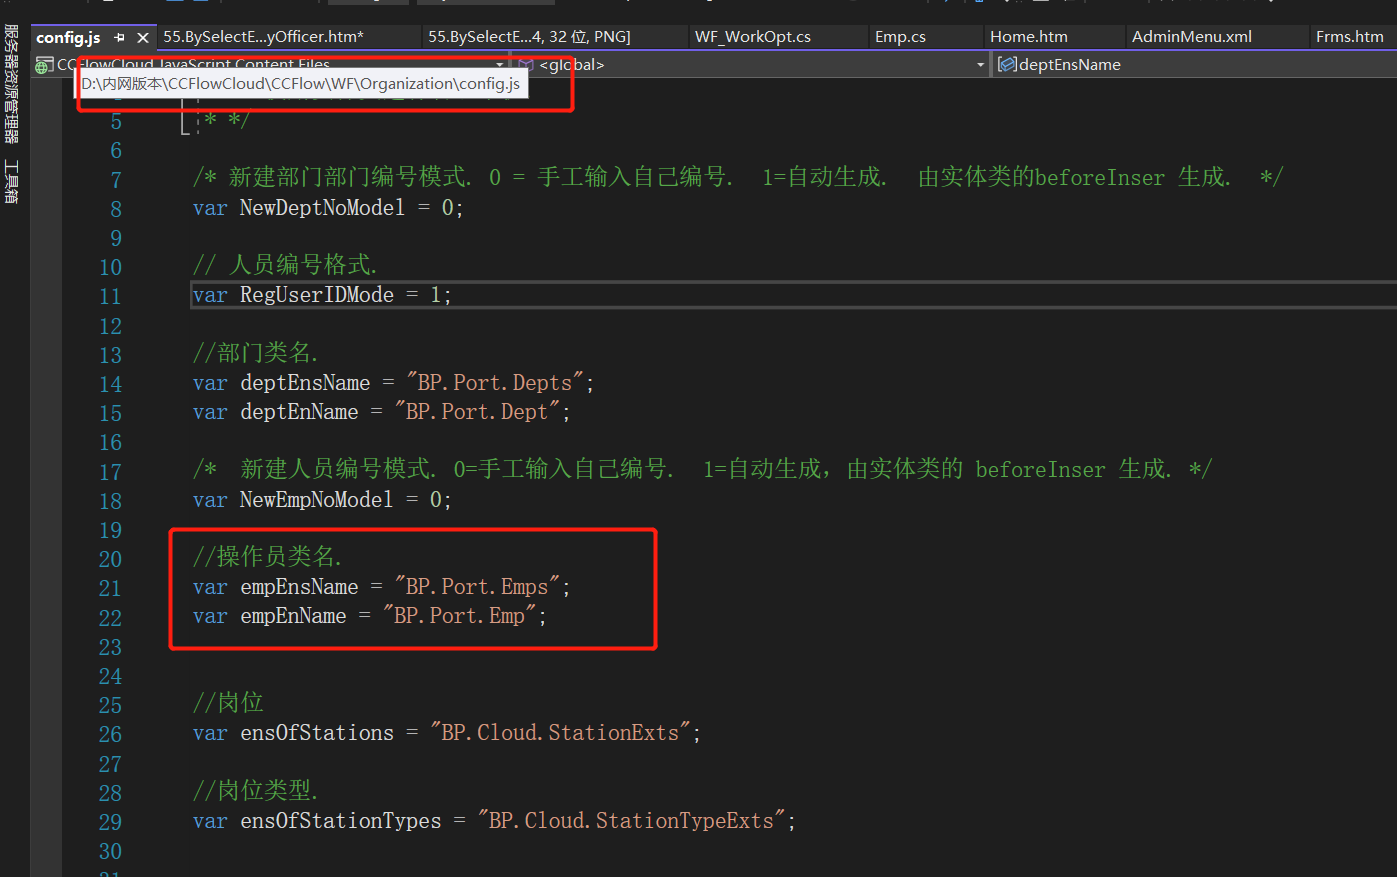 config.js
55.BySelectE...yOfficer.htm*
55.BySelectE...4, 32 位, PNG]
WF_WorkOpt.cs
Emp.cs
Home.htm
AdminMenu.xml
Frms.htm
服务器资源管理器
工具箱
CCFlowCloud JavaScript Content Files
<global>
deptEnsName
D:\内网版本\CCFlowCloud\CCFlow\WF\Organization\config.js
5 * */
6
7 /* 新建部门部门编号模式. 0 = 手工输入自己编号. 1=自动生成. 由实体类的beforeInser 生成. */
8 var NewDeptNoModel = 0;
9
10 // 人员编号格式.
11 var RegUserIDMode = 1;
12
13 //部门类名.
14 var deptEnsName = "BP.Port.Depts";
15 var deptEnName = "BP.Port.Dept";
16
17 /* 新建人员编号模式. 0=手工输入自己编号. 1=自动生成, 由实体类的 beforeInser 生成. */
18 var NewEmpNoModel = 0;
19
20 //操作员类名.
21 var empEnsName = "BP.Port.Emps";
22 var empEnName = "BP.Port.Emp";
23
24
25 //岗位
26 var ensOfStations = "BP.Cloud.StationExts";
27
28 //岗位类型.
29 var ensOfStationTypes = "BP.Cloud.StationTypeExts";
30